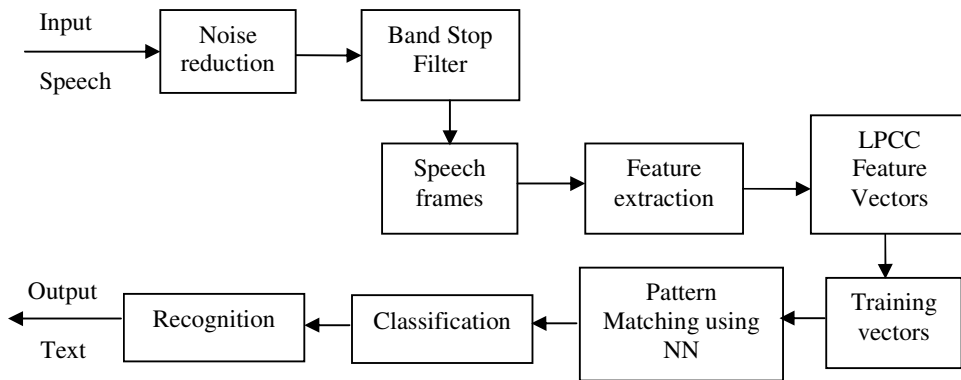 Input
Speech
Noise
reduction
Band Stop
Filter
Speech
frames
Feature
extraction
LPCC
Feature
Vectors
Training
vectors
Pattern
Matching using
NN
Classification
Recognition
Output
Text